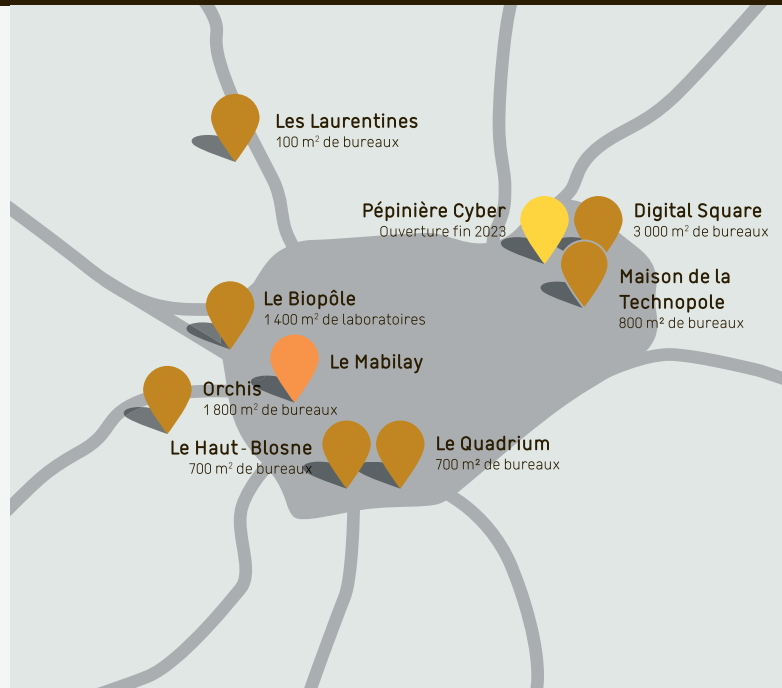 Les Laurentines
100 m² de bureaux
Pépinière Cyber
Ouverture fin 2023
Digital Square
3 000 m² de bureaux
Maison de la
Technopole
800 m² de bureaux
Le Biopôle
1 400 m² de laboratoires
Le Mabilay
Orchis
1 800 m² de bureaux
Le Haut-Blosne
700 m² de bureaux
Le Quadrium
700 m² de bureaux